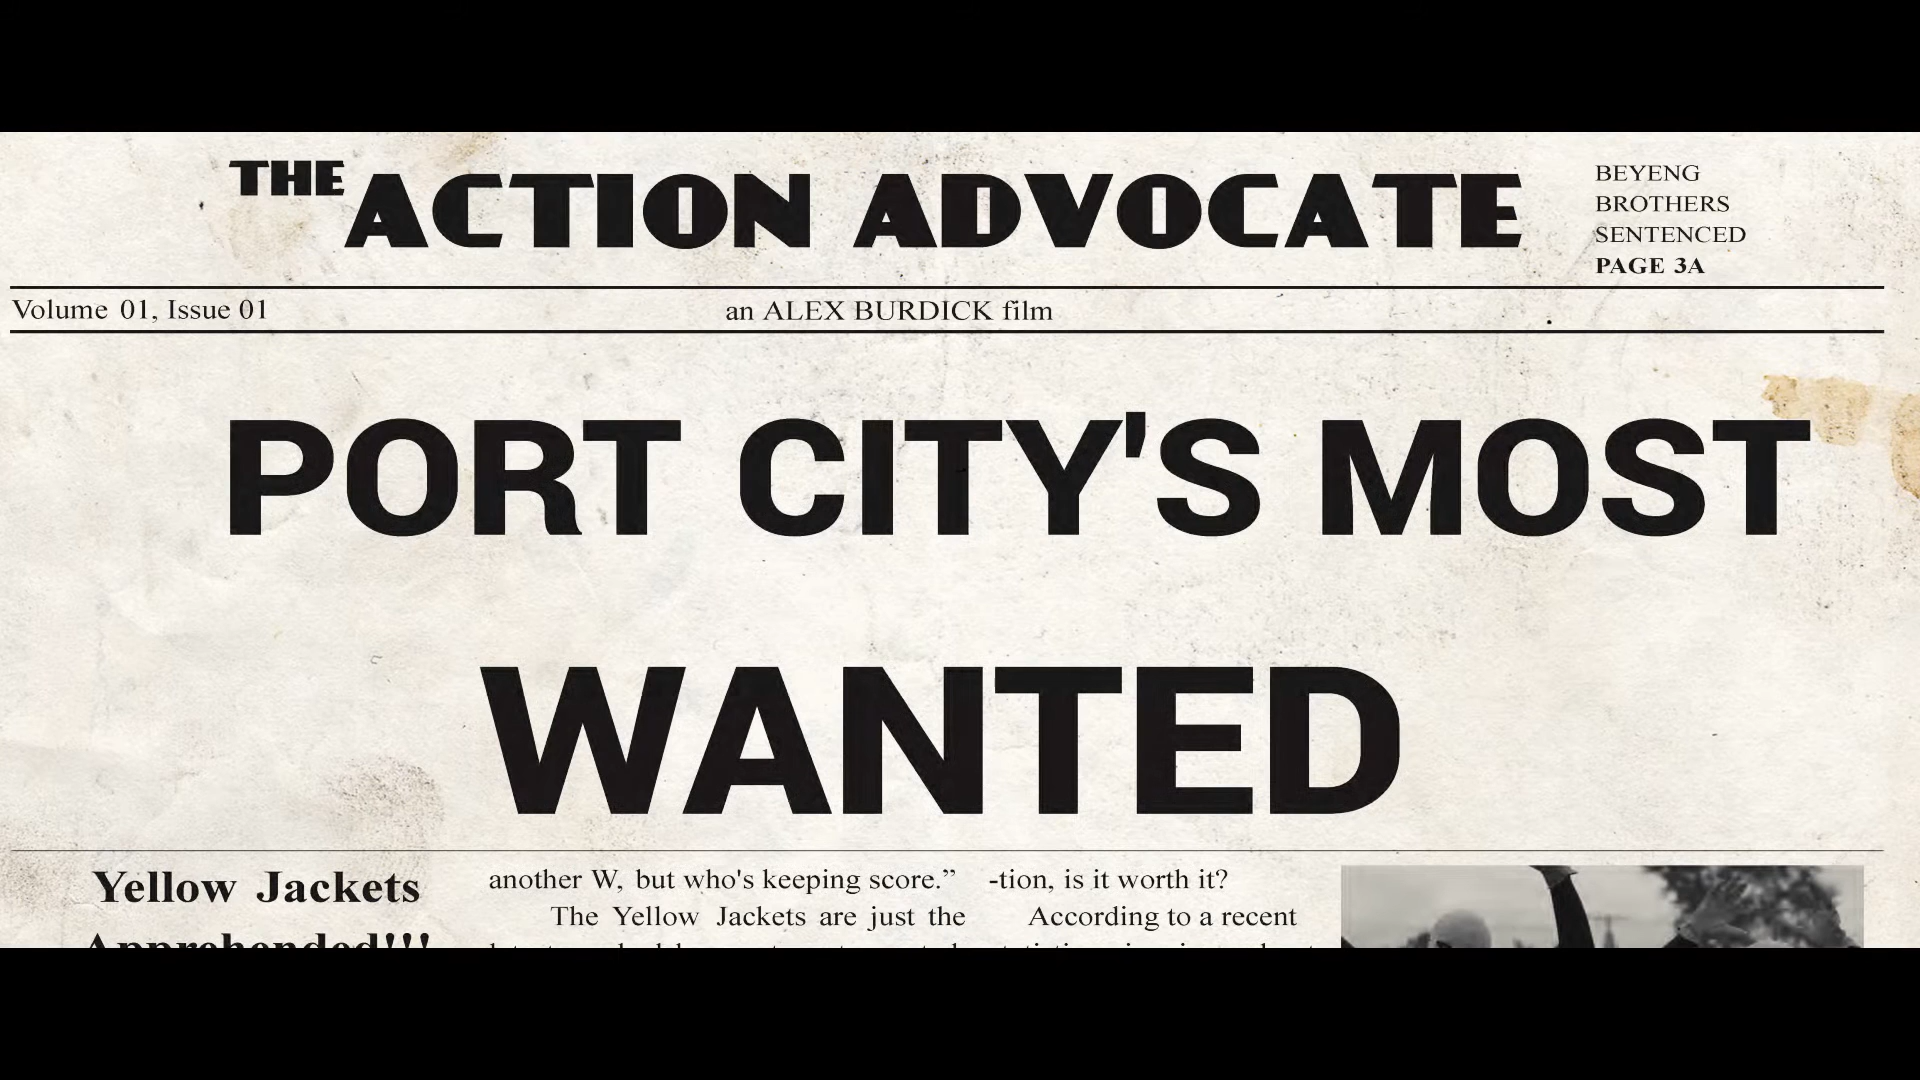 THE ACTION ADVOCATE
BEYENG
BROTHERS
SENTENCED
PAGE 3A
Volume 01, Issue 01
an ALEX BURDICK film
PORT CITY'S MOST
WANTED
Yellow Jackets
Apprehended!!!
another W, but who's keeping score.”
The Yellow Jackets are just the
-tion, is it worth it?
According to a recent